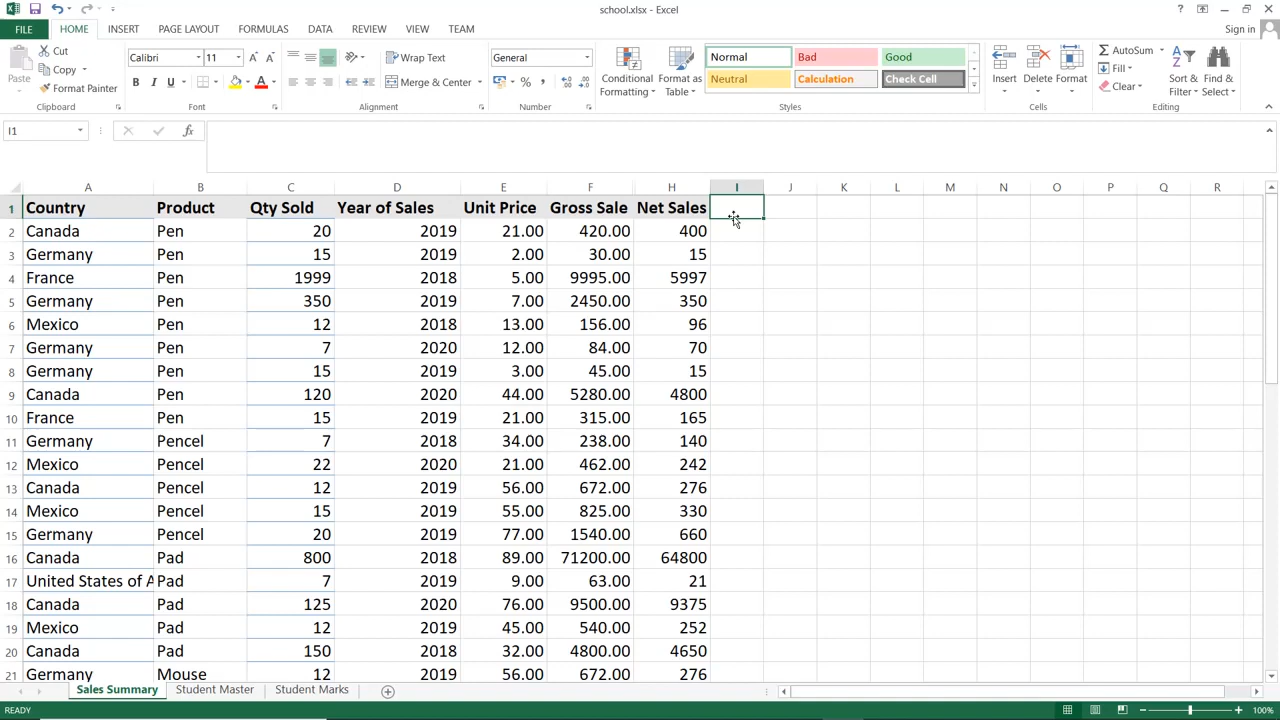 school.xlsx - Excel
?
Sign in
FILE HOME INSERT PAGE LAYOUT FORMULAS DATA REVIEW VIEW TEAM
Paste Cut Copy Format Painter
Clipboard
Calibri 11
B I U A
Font
Wrap Text
Merge & Center
Alignment
General
%
Number
Conditional Formatting
Format as Table
Normal Bad Good
Neutral Calculation Check Cell
Styles
Insert Delete Format
Cells
AutoSum
Fill
Clear
Sort & Filter
Find & Select
Editing
I1 fx
A B C D E F H I J K L M N O P Q R
1 Country Product Qty Sold Year of Sales Unit Price Gross Sale Net Sales
2 Canada Pen 20 2019 21.00 420.00 400
3 Germany Pen 15 2019 2.00 30.00 15
4 France Pen 1999 2018 5.00 9995.00 5997
5 Germany Pen 350 2019 7.00 2450.00 350
6 Mexico Pen 12 2018 13.00 156.00 96
7 Germany Pen 7 2020 12.00 84.00 70
8 Germany Pen 15 2019 3.00 45.00 15
9 Canada Pen 120 2020 44.00 5280.00 4800
10 France Pen 15 2019 21.00 315.00 165
11 Germany Pencel 7 2018 34.00 238.00 140
12 Mexico Pencel 22 2020 21.00 462.00 242
13 Canada Pencel 12 2019 56.00 672.00 276
14 Mexico Pencel 15 2019 55.00 825.00 330
15 Germany Pencel 20 2019 77.00 1540.00 660
16 Canada Pad 800 2018 89.00 71200.00 64800
17 United States of A Pad 7 2019 9.00 63.00 21
18 Canada Pad 125 2020 76.00 9500.00 9375
19 Mexico Pad 12 2019 45.00 540.00 252
20 Canada Pad 150 2018 32.00 4800.00 4650
21 Germany Mouse 12 2019 56.00 672.00 276
Sales Summary Student Master Student Marks
READY
100%